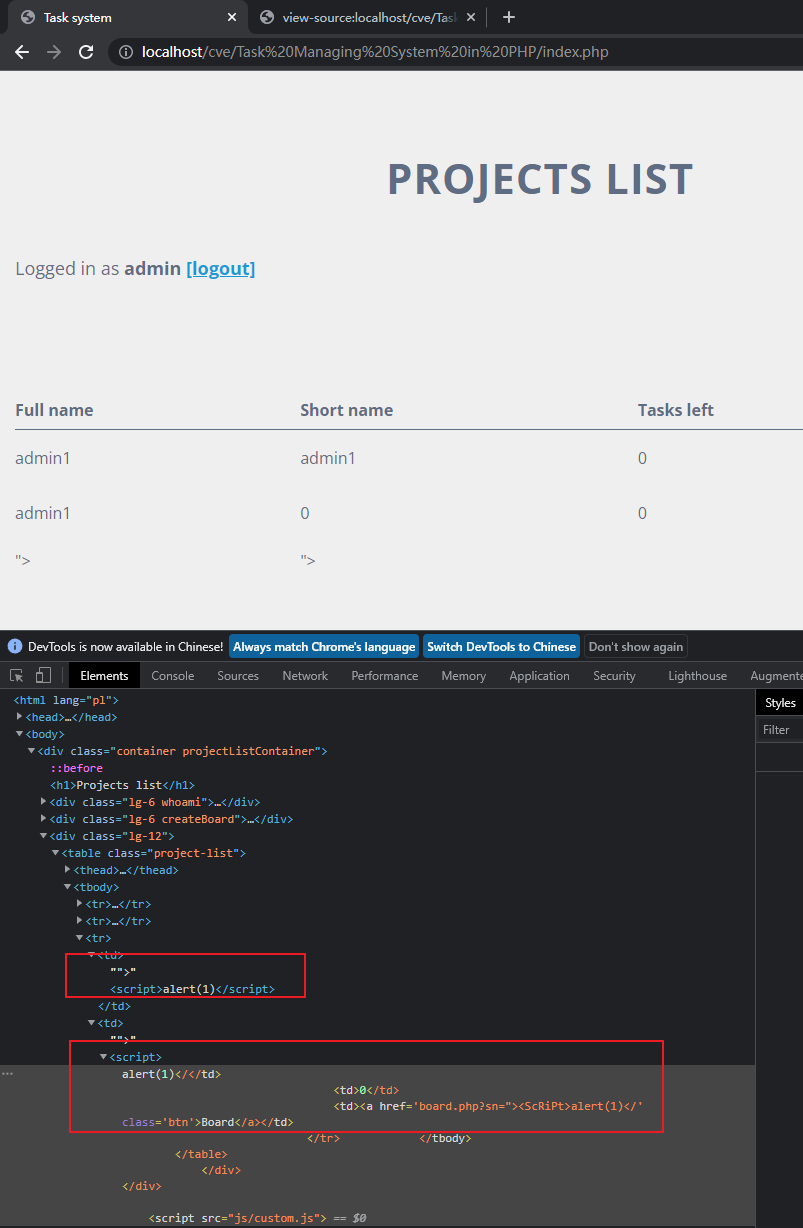 Task system
view-source:localhost/cve/Task
localhost/cve/Task%20Managing%20System%20in%20PHP/index.php
PROJECTS LIST
Logged in as admin [logout]
Full name Short name Tasks left
admin1 admin1 0
admin1 0 0
"> ">
DevTools is now available in Chinese! Always match Chrome's language Switch DevTools to Chinese Don't show again
Elements Console Sources Network Performance Memory Application Security Lighthouse Augmente
<html lang="pl">
<head>…</head>
<body>
<div class="container projectListContainer">
::before
<h1>Projects list</h1>
<div class="lg-6 whoami">…</div>
<div class="lg-6 createBoard">…</div>
<div class="lg-12">
<table class="project-list">
<thead>…</thead>
<tbody>
<tr>…</tr>
<tr>…</tr>
<tr>
<td>
"">"
<script>alert(1)</script>
</td>
<td>
"">"
<script>
alert(1)</</td>
<td>0</td>
<td><a href='board.php?sn="><ScRiPt>alert(1)</'
class='btn'>Board</a></td>
</tr> </tbody>
</table>
</div>
</div>
<script src="js/custom.js"> == $0
Styles
Filter